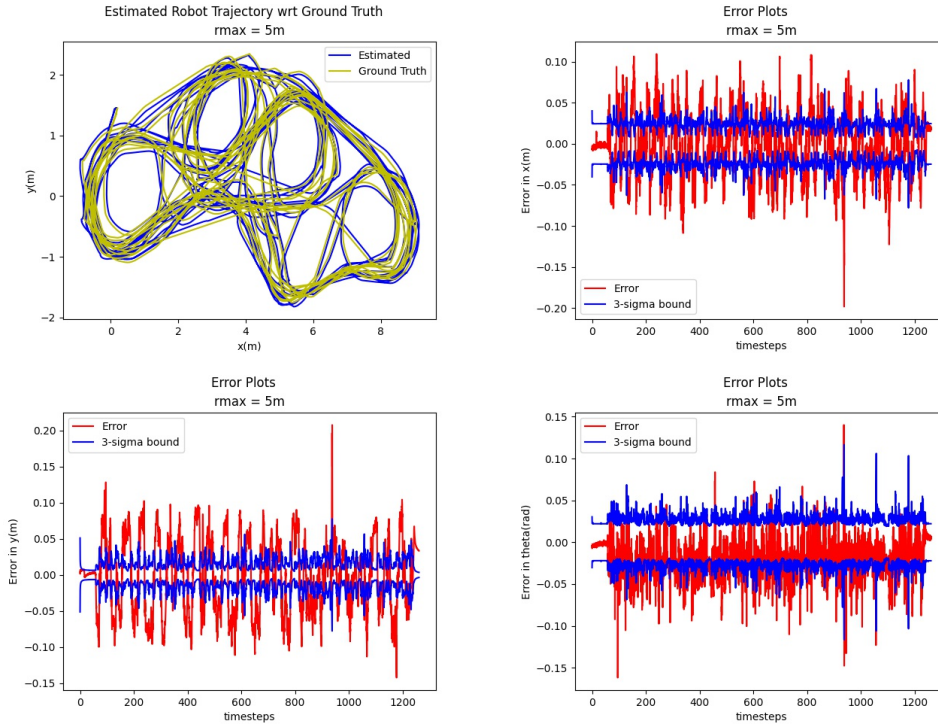 Estimated Robot Trajectory wrt Ground Truth
rmax = 5m
Estimated
Ground Truth
2
1
0
−1
−2
y(m)
0
2
4
6
8
x(m)
Error Plots
rmax = 5m
0.10
0.05
0.00
−0.05
−0.10
−0.15
−0.20
Error in x(m)
Error
3-sigma bound
0
200
400
600
800
1000
1200
timesteps
Error Plots
rmax = 5m
Error
3-sigma bound
0.20
0.15
0.10
0.05
0.00
−0.05
−0.10
−0.15
Error in y(m)
0
200
400
600
800
1000
1200
timesteps
Error Plots
rmax = 5m
Error
3-sigma bound
0.15
0.10
0.05
0.00
−0.05
−0.10
−0.15
Error in theta(rad)
0
200
400
600
800
1000
1200
timesteps